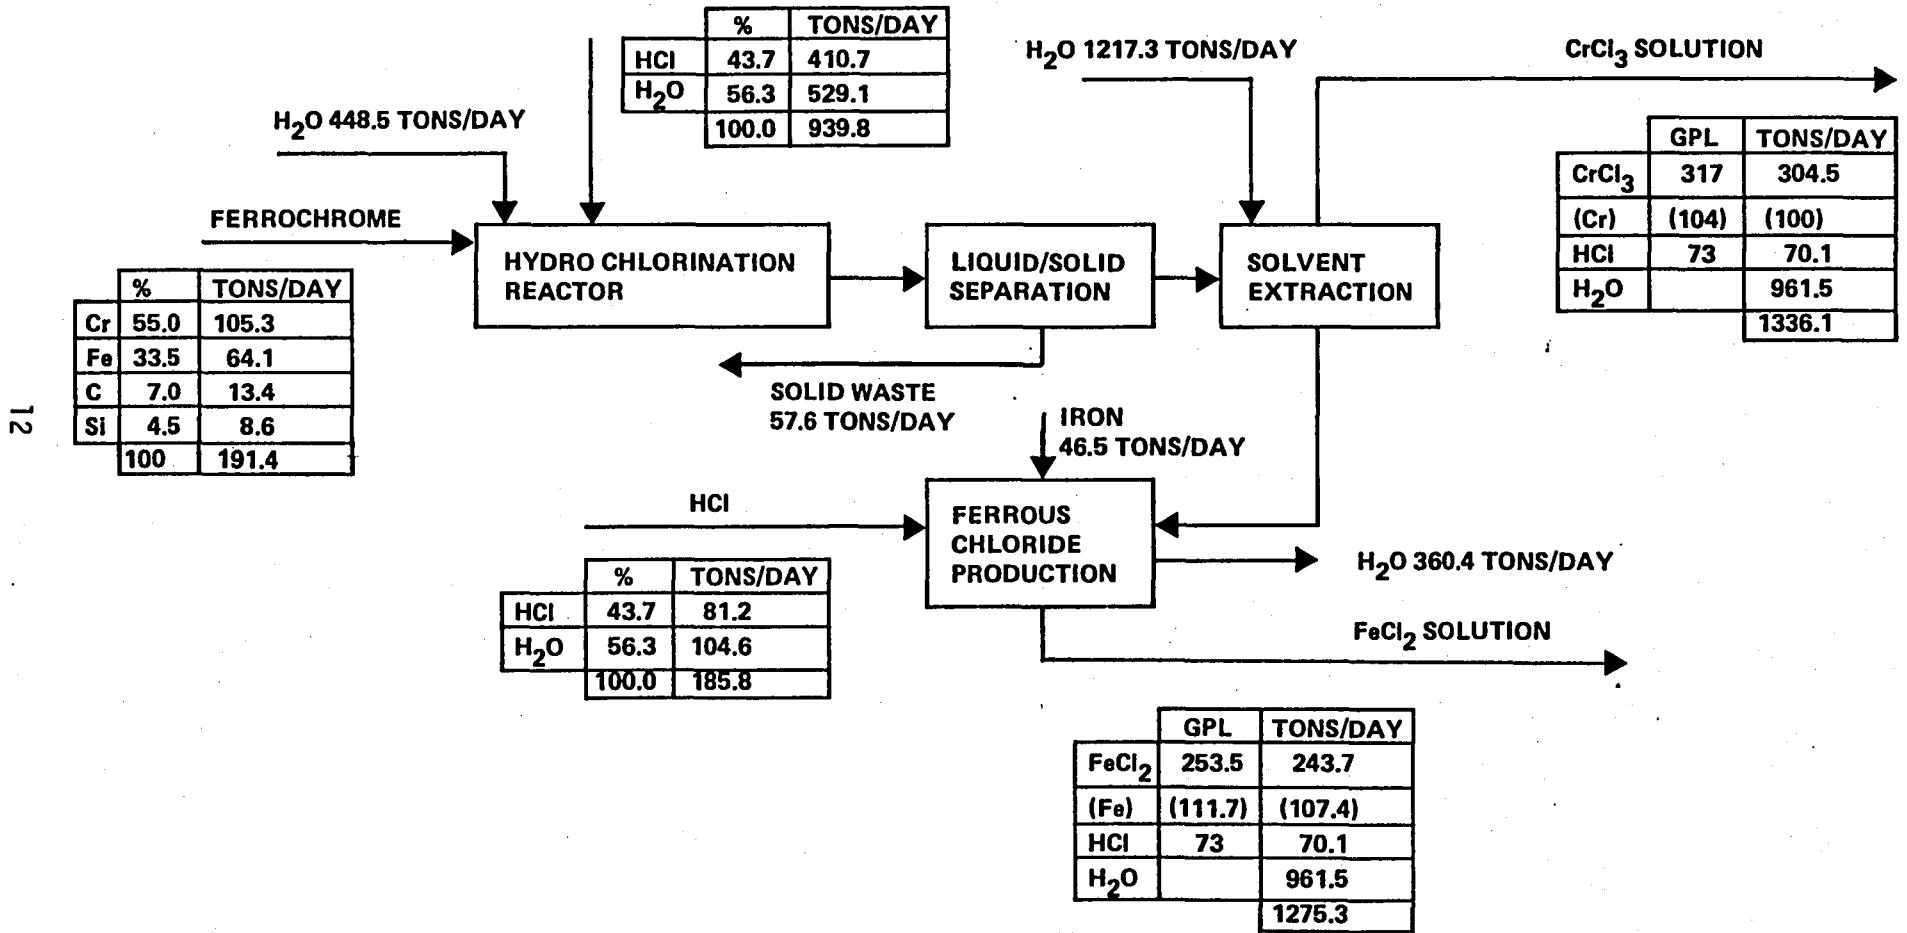 % TONS/DAY
HCl 43.7 410.7
H₂O 56.3 529.1
100.0 939.8
H₂O 1217.3 TONS/DAY
CrCl₃ SOLUTION
H₂O 448.5 TONS/DAY
GPL TONS/DAY
CrCl₃ 317 304.5
(Cr) (104) (100)
HCl 73 70.1
H₂O 961.5
1336.1
FERROCHROME
HYDRO CHLORINATION
REACTOR
LIQUID/SOLID
SEPARATION
SOLVENT
EXTRACTION
% TONS/DAY
Cr 55.0 105.3
Fe 33.5 64.1
C 7.0 13.4
Si 4.5 8.6
100 191.4
SOLID WASTE
57.6 TONS/DAY
IRON
46.5 TONS/DAY
12
HCl
FERROUS
CHLORIDE
PRODUCTION
H₂O 360.4 TONS/DAY
% TONS/DAY
HCl 43.7 81.2
H₂O 56.3 104.6
100.0 185.8
FeCl₂ SOLUTION
GPL TONS/DAY
FeCl₂ 253.5 243.7
(Fe) (111.7) (107.4)
HCl 73 70.1
H₂O 961.5
1275.3